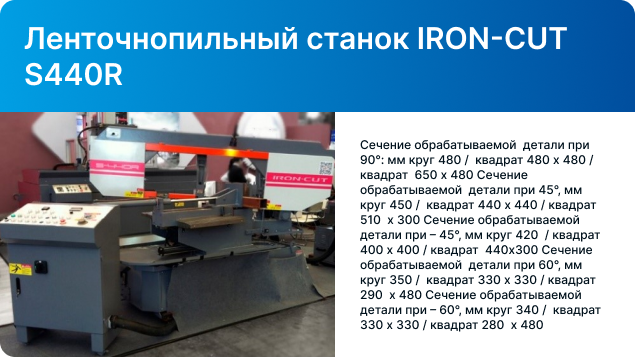 Ленточнопильный станок IRON-CUT
S440R
S-440R
IRON-CUT
Сечение обрабатываемой  детали при
90°: мм круг 480 /  квадрат 480 х 480 /
квадрат  650 х 480 Сечение
обрабатываемой  детали при 45°, мм
круг 450 /  квадрат 440 х 440 / квадрат
510  х 300 Сечение обрабатываемой
детали при – 45°, мм круг 420  / квадрат
400 х 400 / квадрат  440х300 Сечение
обрабатываемой  детали при 60°, мм
круг 350 /  квадрат 330 х 330 / квадрат
290  х 480 Сечение обрабатываемой
детали при – 60°, мм круг 340 /  квадрат
330 х 330 / квадрат 280  х 480